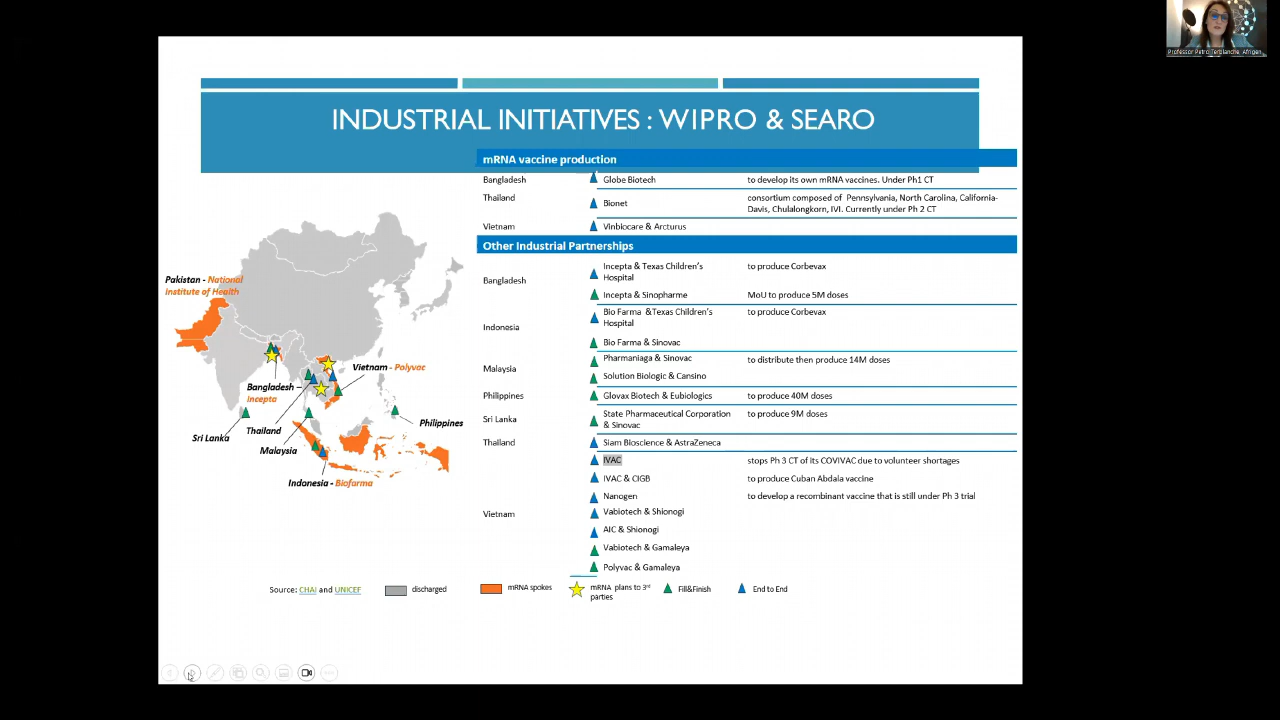 Professor Petro Terblanche, Afrigen
INDUSTRIAL INITIATIVES : WIPRO & SEARO
mRNA vaccine production
Bangladesh Globe Biotech to develop its own mRNA vaccines. Under Ph1 CT
Thailand Bionet consortium composed of Pennsylvania, North Carolina, California-
Davis, Chulalongkorn, IVI. Currently under Ph 2 CT
Vietnam Vinbiocare & Arcturus
Other Industrial Partnerships
Bangladesh
Incepta & Texas Children's to produce Corbevax
Hospital
Incepta & Sinopharme MoU to produce 5M doses
Indonesia
Bio Farma &Texas Children's to produce Corbevax
Hospital
Bio Farma & Sinovac
Malaysia
Pharmaniaga & Sinovac to distribute then produce 14M doses
Solution Biologic & Cansino
Philippines Glovax Biotech & Eubiologics to produce 40M doses
Sri Lanka State Pharmaceutical Corporation to produce 9M doses
& Sinovac
Thailand Siam Bioscience & AstraZeneca
IVAC stops Ph 3 CT of its COVIVAC due to volunteer shortages
IVAC & CIGB to produce Cuban Abdala vaccine
Nanogen to develop a recombinant vaccine that is still under Ph 3 trial
Vietnam
Vabiotech & Shionogi
AIC & Shionogi
Vabiotech & Gamaleya
Polyvac & Gamaleya
Pakistan - National
Institute of Health
Vietnam - Polyvac
Bangladesh –
Incepta
Philippines
Thailand
Sri Lanka
Malaysia
Indonesia - Biofarma
Source: CHAI and UNICEF
discharged
mRNA spokes
mRNA plans to 3rd
parties
Fill&Finish
End to End